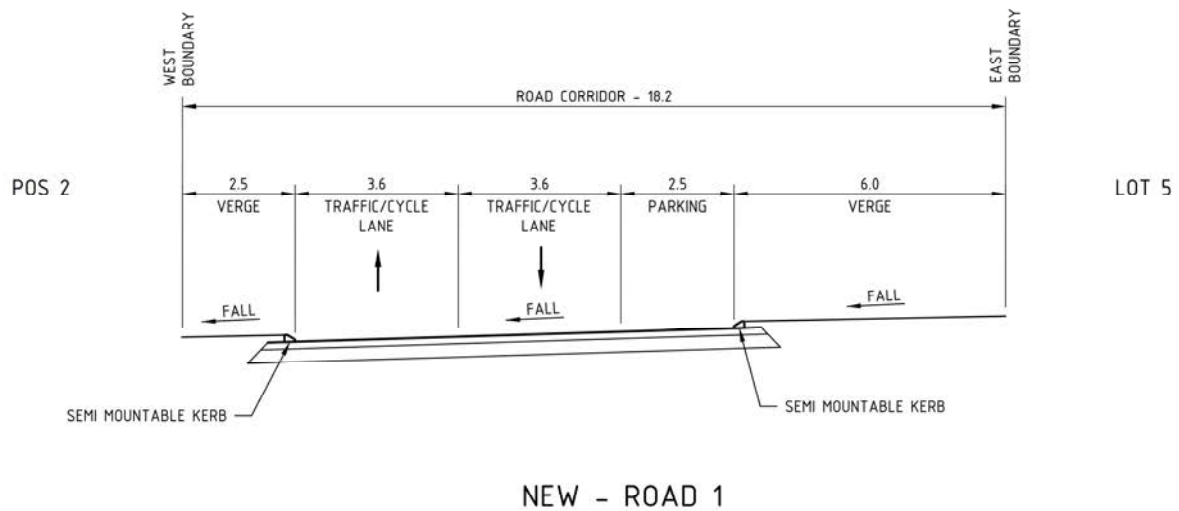 WEST
BOUNDARY
EAST
BOUNDARY
ROAD CORRIDOR - 18.2
POS 2
LOT 5
2.5
VERGE
3.6
TRAFFIC/CYCLE
LANE
3.6
TRAFFIC/CYCLE
LANE
2.5
PARKING
6.0
VERGE
FALL
FALL
FALL
SEMI MOUNTABLE KERB
SEMI MOUNTABLE KERB
NEW - ROAD 1